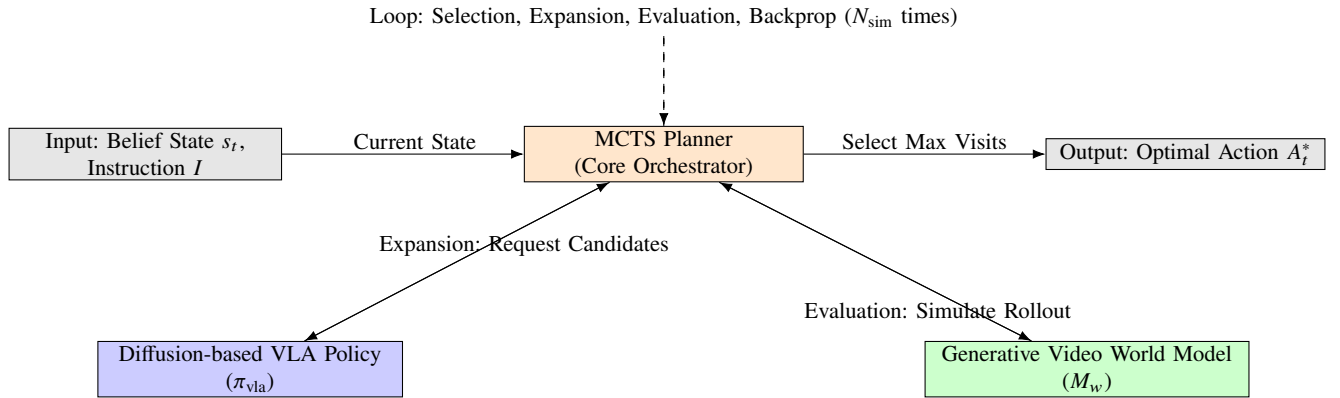 Loop: Selection, Expansion, Evaluation, Backprop (N_sim times)
Input: Belief State s_t,
Instruction I
Current State
MCTS Planner
(Core Orchestrator)
Select Max Visits
Output: Optimal Action A_t^*
Expansion: Request Candidates
Evaluation: Simulate Rollout
Diffusion-based VLA Policy
(π_vla)
Generative Video World Model
(M_w)